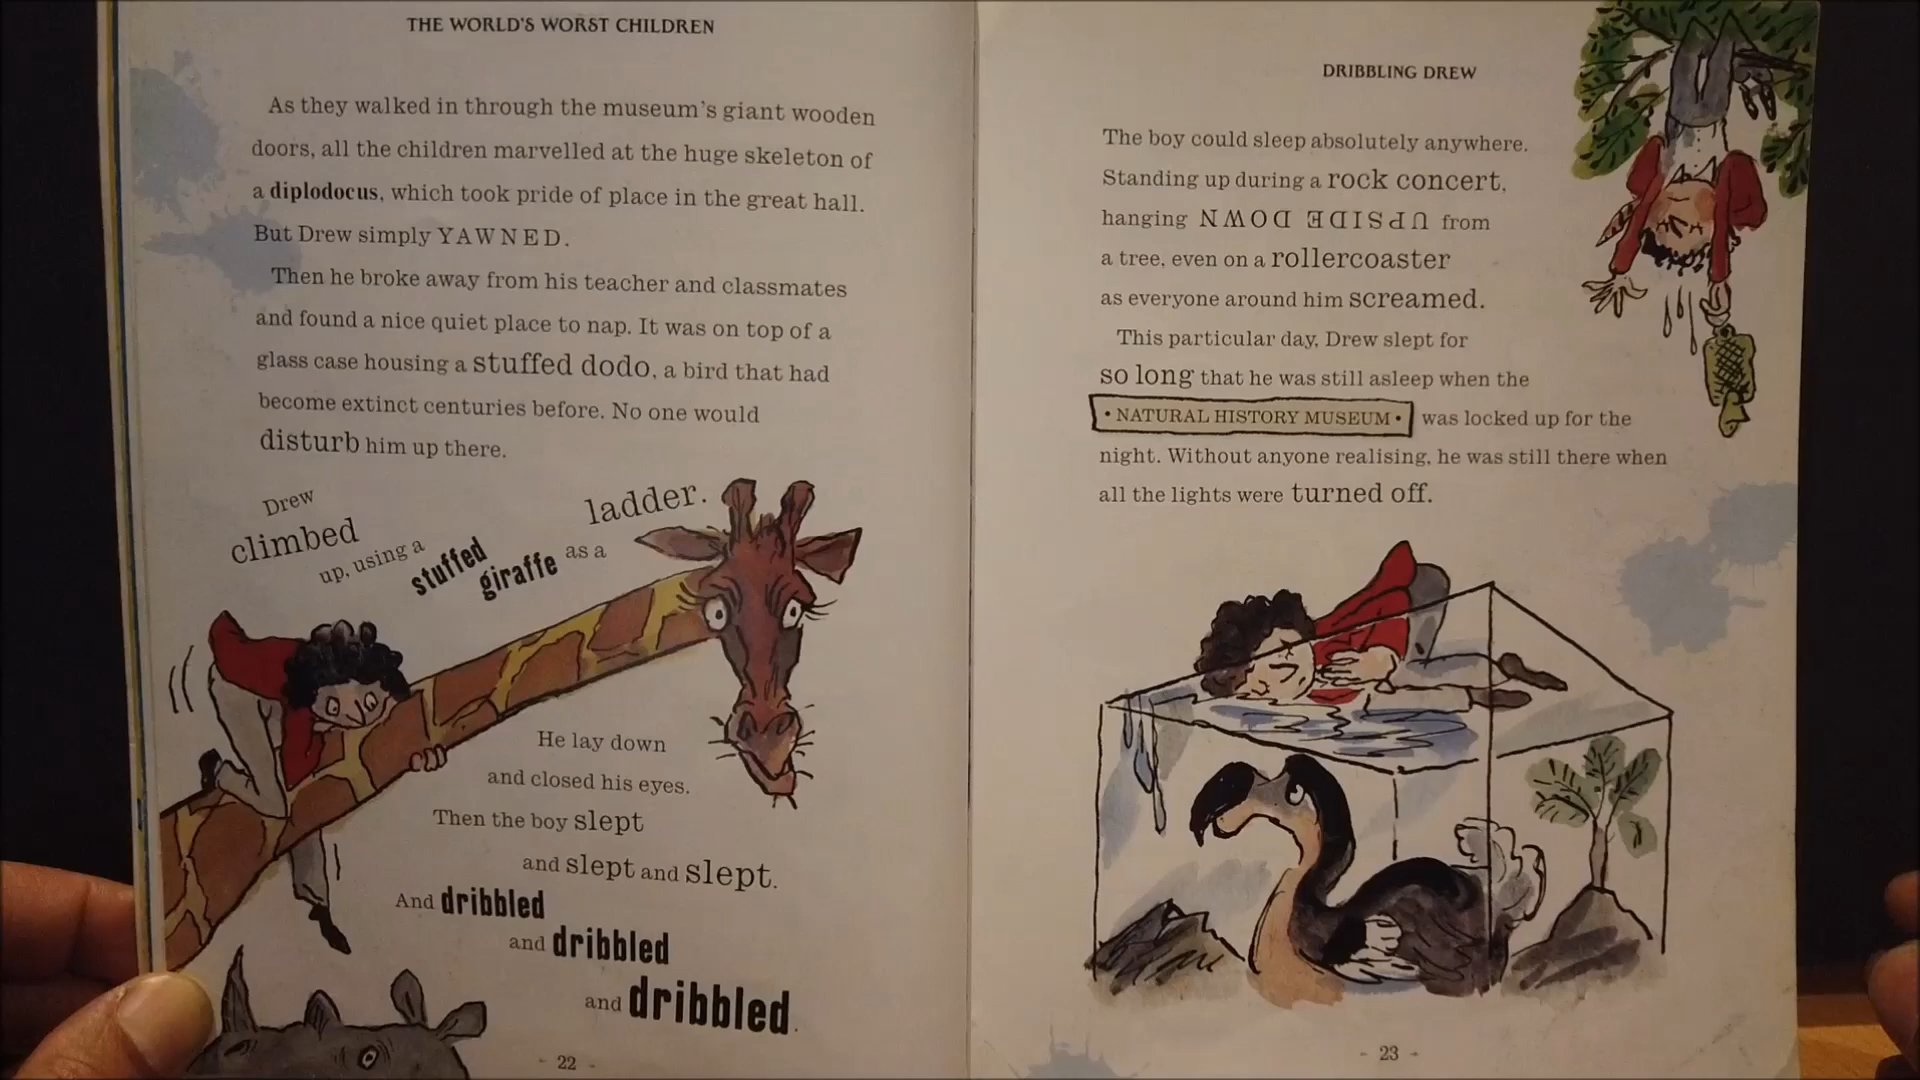 THE WORLD'S WORST CHILDREN
As they walked in through the museum's giant wooden
doors, all the children marvelled at the huge skeleton of
a diplodocus, which took pride of place in the great hall.
But Drew simply YAWNED.
Then he broke away from his teacher and classmates
and found a nice quiet place to nap. It was on top of a
glass case housing a stuffed dodo, a bird that had
become extinct centuries before. No one would
disturb him up there.
Drew
climbed
up, using a
stuffed
giraffe
as a
ladder.
He lay down
and closed his eyes.
Then the boy slept
and slept and slept.
And dribbled
and dribbled
and dribbled.
- 22 -
DRIBBLING DREW
The boy could sleep absolutely anywhere.
Standing up during a rock concert,
hanging UPSIDE DOWN from
a tree, even on a rollercoaster
as everyone around him screamed.
This particular day, Drew slept for
so long that he was still asleep when the
• NATURAL HISTORY MUSEUM • was locked up for the
night. Without anyone realising, he was still there when
all the lights were turned off.
- 23 -